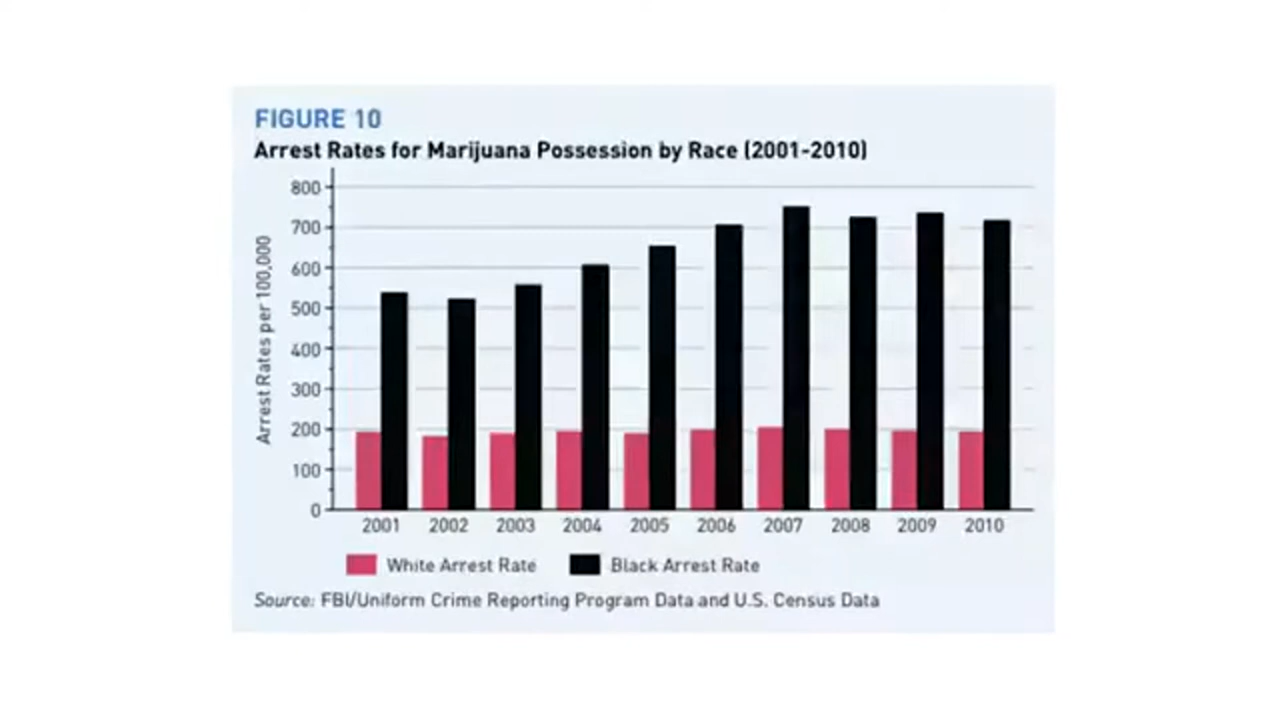 FIGURE 10
Arrest Rates for Marijuana Possession by Race (2001-2010)
Arrest Rates per 100,000
800
700
600
500
400
300
200
100
0
2001 2002 2003 2004 2005 2006 2007 2008 2009 2010
White Arrest Rate Black Arrest Rate
Source: FBI/Uniform Crime Reporting Program Data and U.S. Census Data